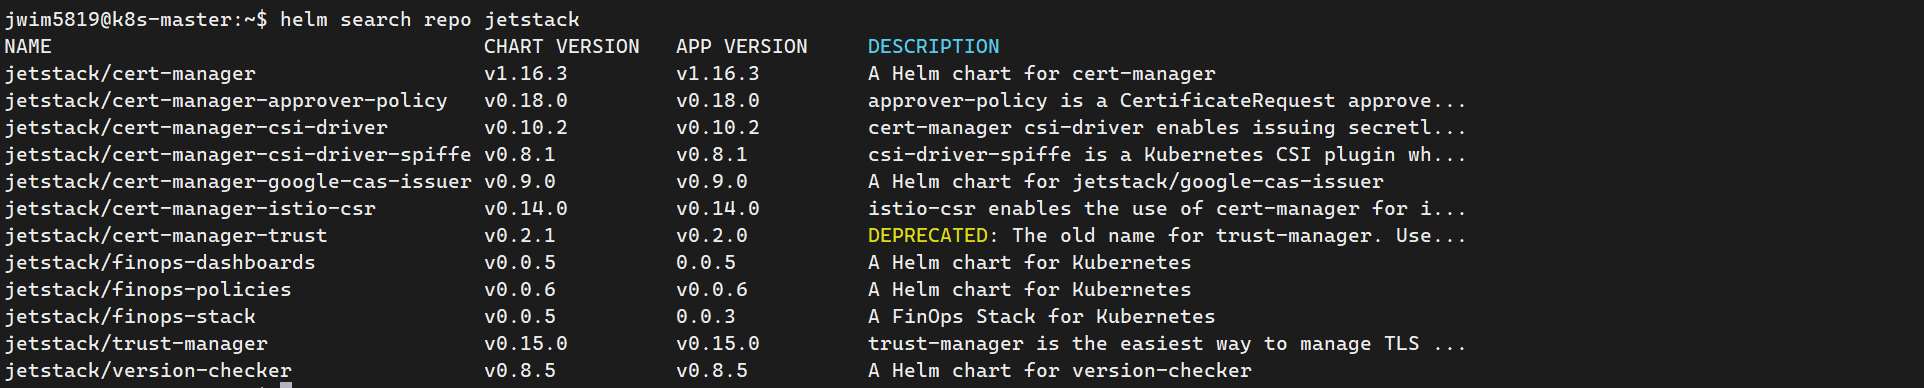 jwim5819@k8s-master:~$ helm search repo jetstack
NAME CHART VERSION APP VERSION DESCRIPTION
jetstack/cert-manager v1.16.3 v1.16.3 A Helm chart for cert-manager
jetstack/cert-manager-approver-policy v0.18.0 v0.18.0 approver-policy is a CertificateRequest approve...
jetstack/cert-manager-csi-driver v0.10.2 v0.10.2 cert-manager csi-driver enables issuing secretl...
jetstack/cert-manager-csi-driver-spiffe v0.8.1 v0.8.1 csi-driver-spiffe is a Kubernetes CSI plugin wh...
jetstack/cert-manager-google-cas-issuer v0.9.0 v0.9.0 A Helm chart for jetstack/google-cas-issuer
jetstack/cert-manager-istio-csr v0.14.0 v0.14.0 istio-csr enables the use of cert-manager for i...
jetstack/cert-manager-trust v0.2.1 v0.2.0 DEPRECATED: The old name for trust-manager. Use...
jetstack/finops-dashboards v0.0.5 0.0.5 A Helm chart for Kubernetes
jetstack/finops-policies v0.0.6 v0.0.6 A Helm chart for Kubernetes
jetstack/finops-stack v0.0.5 0.0.3 A FinOps Stack for Kubernetes
jetstack/trust-manager v0.15.0 v0.15.0 trust-manager is the easiest way to manage TLS ...
jetstack/version-checker v0.8.5 v0.8.5 A Helm chart for version-checker